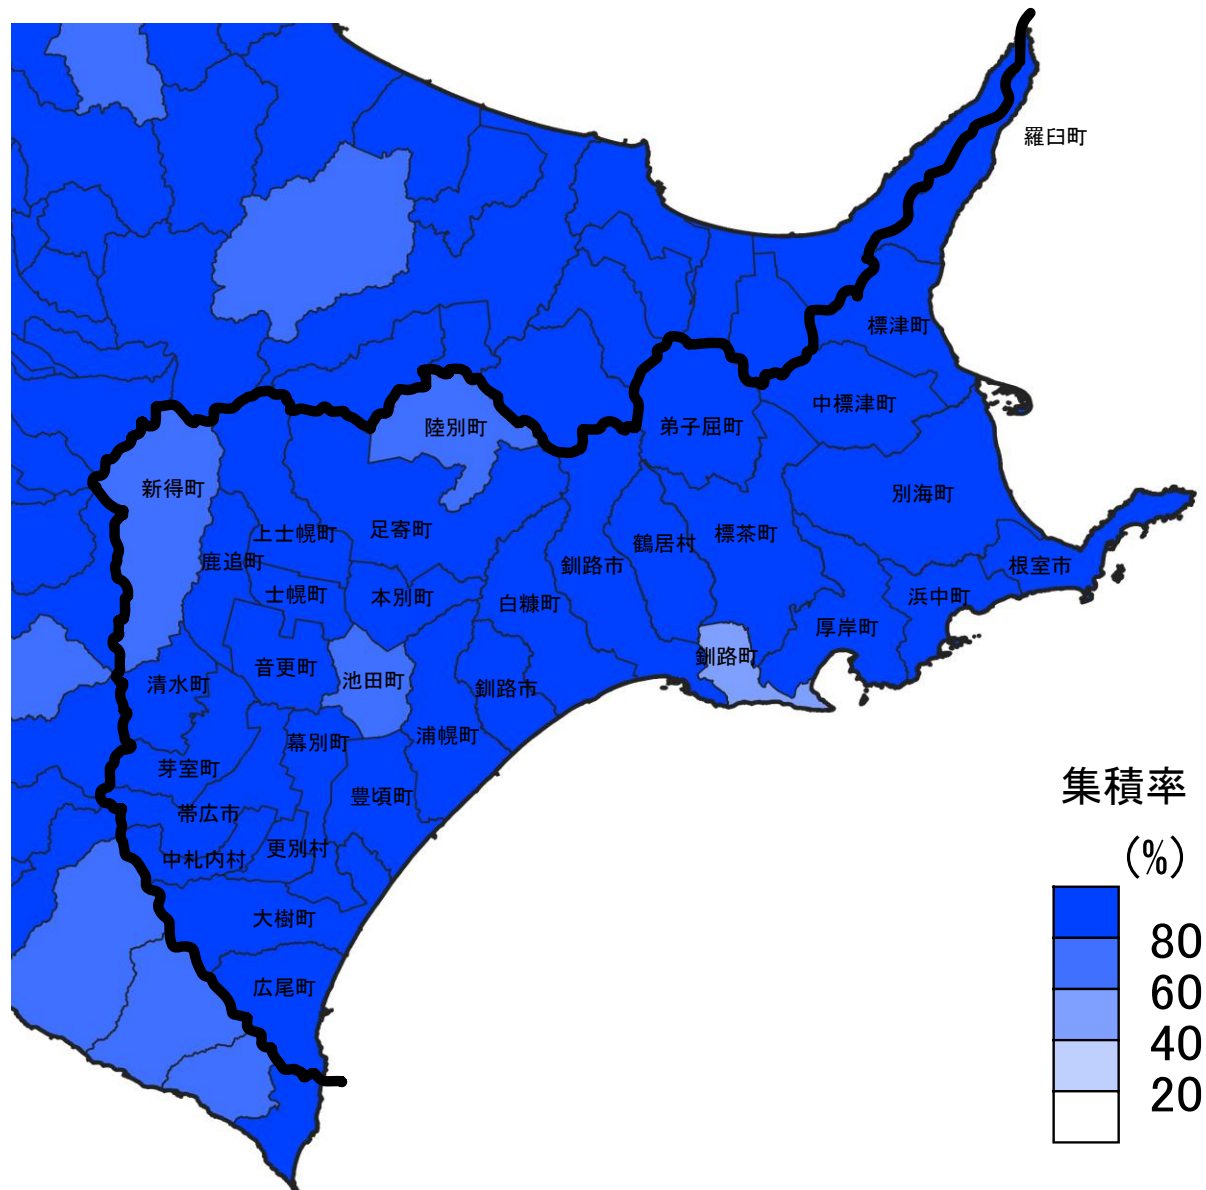 羅臼町
標津町
中標津町
弟子屈町
陸別町
新得町
別海町
足寄町
上士幌町
標茶町
鶴居村
鹿追町
釧路市
根室市
士幌町
本別町
白糠町
浜中町
厚岸町
釧路町
音更町
池田町
清水町
釧路市
浦幌町
幕別町
芽室町
豊頃町
帯広市
更別村
中札内村
大樹町
広尾町
集積率
(%)
80
60
40
20